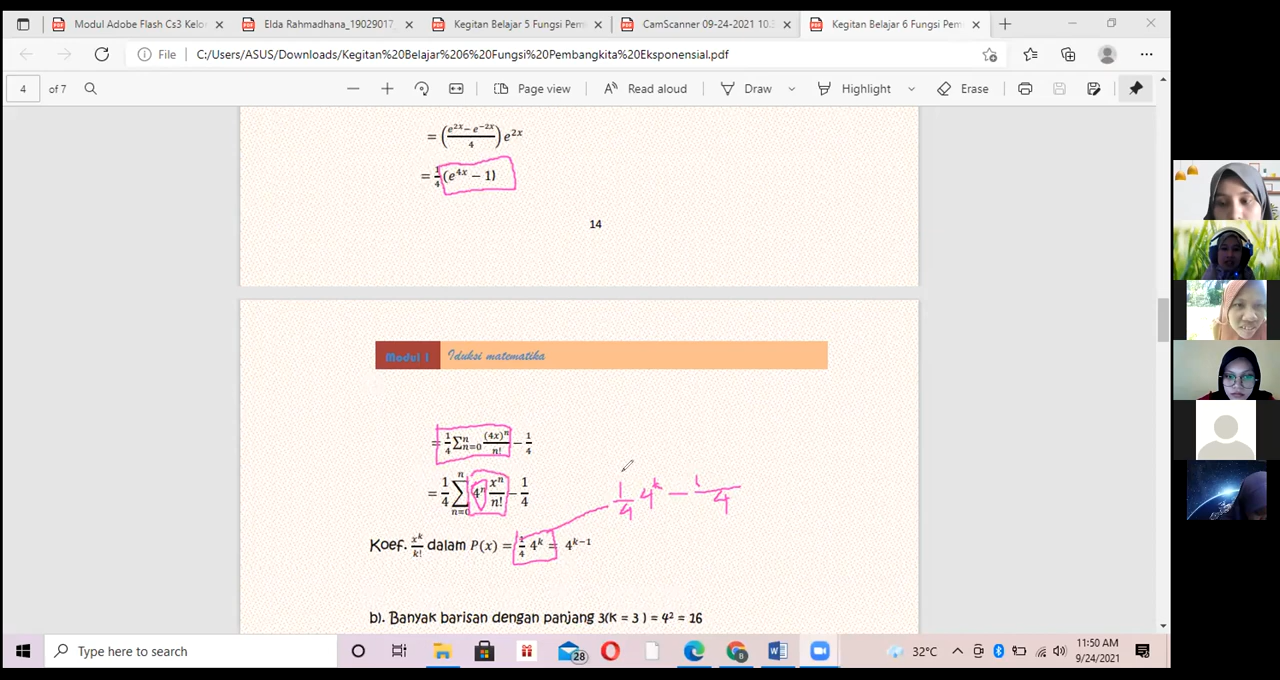 Modul Adobe Flash Cs3 Kelo
Elda Rahmadhana_19029017_
Kegitan Belajar 5 Fungsi Pem
CamScanner 09-24-2021 10.
Kegitan Belajar 6 Fungsi Pem
File C:/Users/ASUS/Downloads/Kegitan%20Belajar%206%20Fungsi%20Pembangkita%20Eksponensial.pdf
4 of 7 Page view Read aloud Draw Highlight Erase
= ((e^{2x} − e^{−2x})/4) e^{2x}
= 1/4 (e^{4x} − 1)
14
Modul 1 Iduksi matematika
= 1/4 Σ_{n=0}^{n} (4x)^n/n! − 1/4
= 1/4 Σ_{n=0}^{n} 4^n x^n/n! − 1/4
1/4 4^k − 1/4
Koef. x^k/k! dalam P(x) = 1/4 4^k = 4^{k−1}
b). Banyak barisan dengan panjang 3(k = 3 ) = 4² = 16
Type here to search
28
32°C
11:50 AM
9/24/2021